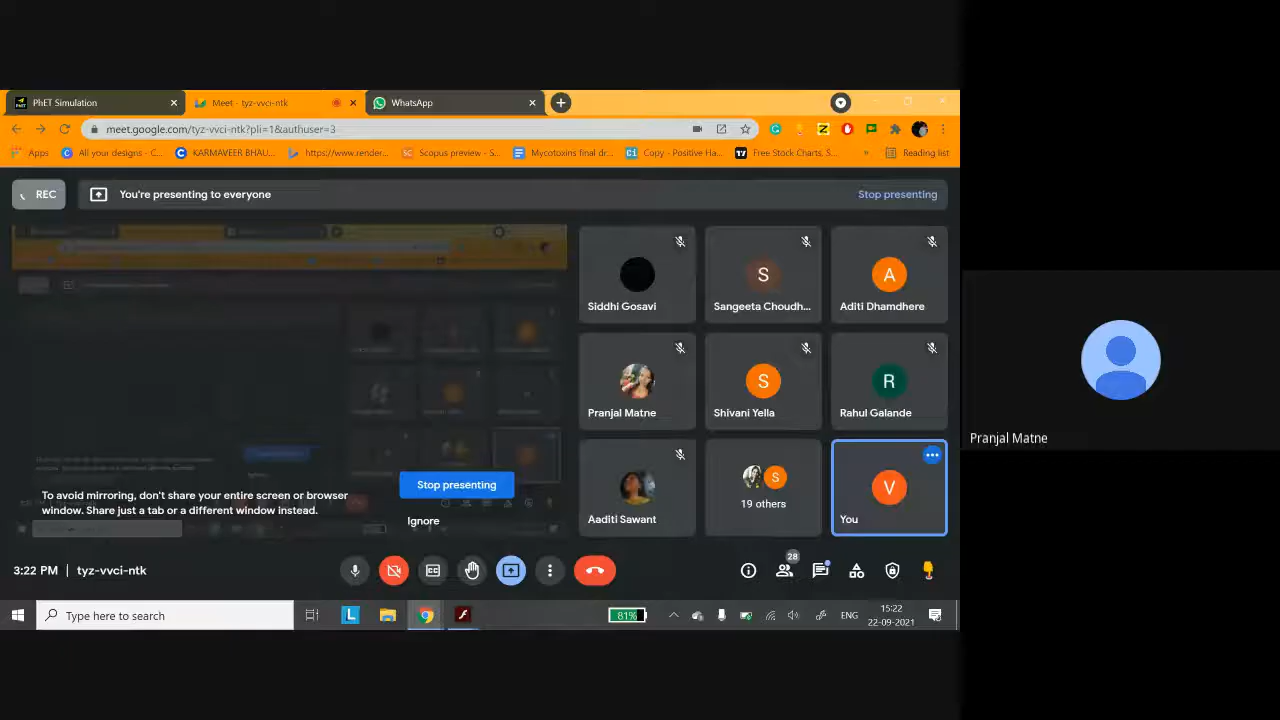 PhET Simulation
Meet - tyz-vvci-ntk
WhatsApp
meet.google.com/tyz-vvci-ntk?pli=1&authuser=3
Apps
All your designs - C...
KARMAVEER BHAU...
https://www.render...
Scopus preview - S...
Mycotoxins final dr...
Copy - Positive Ha...
Free Stock Charts, S...
»
Reading list
REC
You're presenting to everyone
Stop presenting
Siddhi Gosavi
S
Sangeeta Choudh...
A
Aditi Dhamdhere
Pranjal Matne
S
Shivani Yella
R
Rahul Galande
To avoid mirroring, don't share your entire screen or browser
window. Share just a tab or a different window instead.
Stop presenting
Ignore
Aaditi Sawant
S
19 others
V
You
Pranjal Matne
3:22 PM | tyz-vvci-ntk
28
Type here to search
L
81%
ENG
15:22
22-09-2021